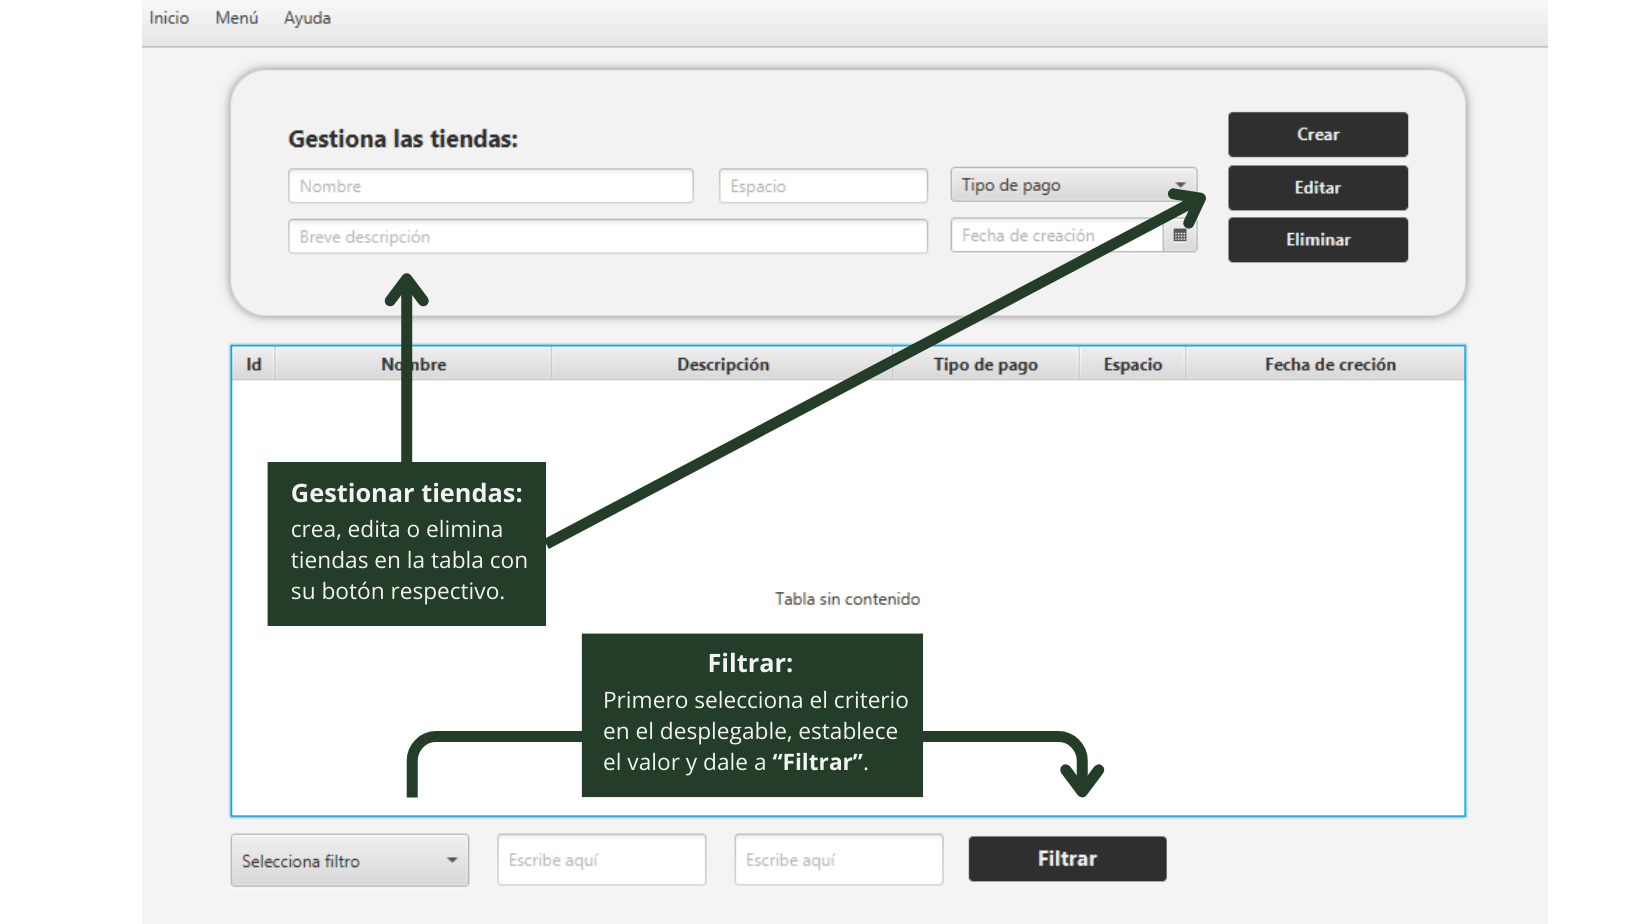 Inicio Menú Ayuda
Gestiona las tiendas:
Nombre Espacio Tipo de pago
Breve descripción Fecha de creación
Crear
Editar
Eliminar
Id Nombre Descripción Tipo de pago Espacio Fecha de creción
Gestionar tiendas:
crea, edita o elimina
tiendas en la tabla con
su botón respectivo.
Tabla sin contenido
Filtrar:
Primero selecciona el criterio
en el desplegable, establece
el valor y dale a “Filtrar”.
Selecciona filtro Escribe aquí Escribe aquí Filtrar